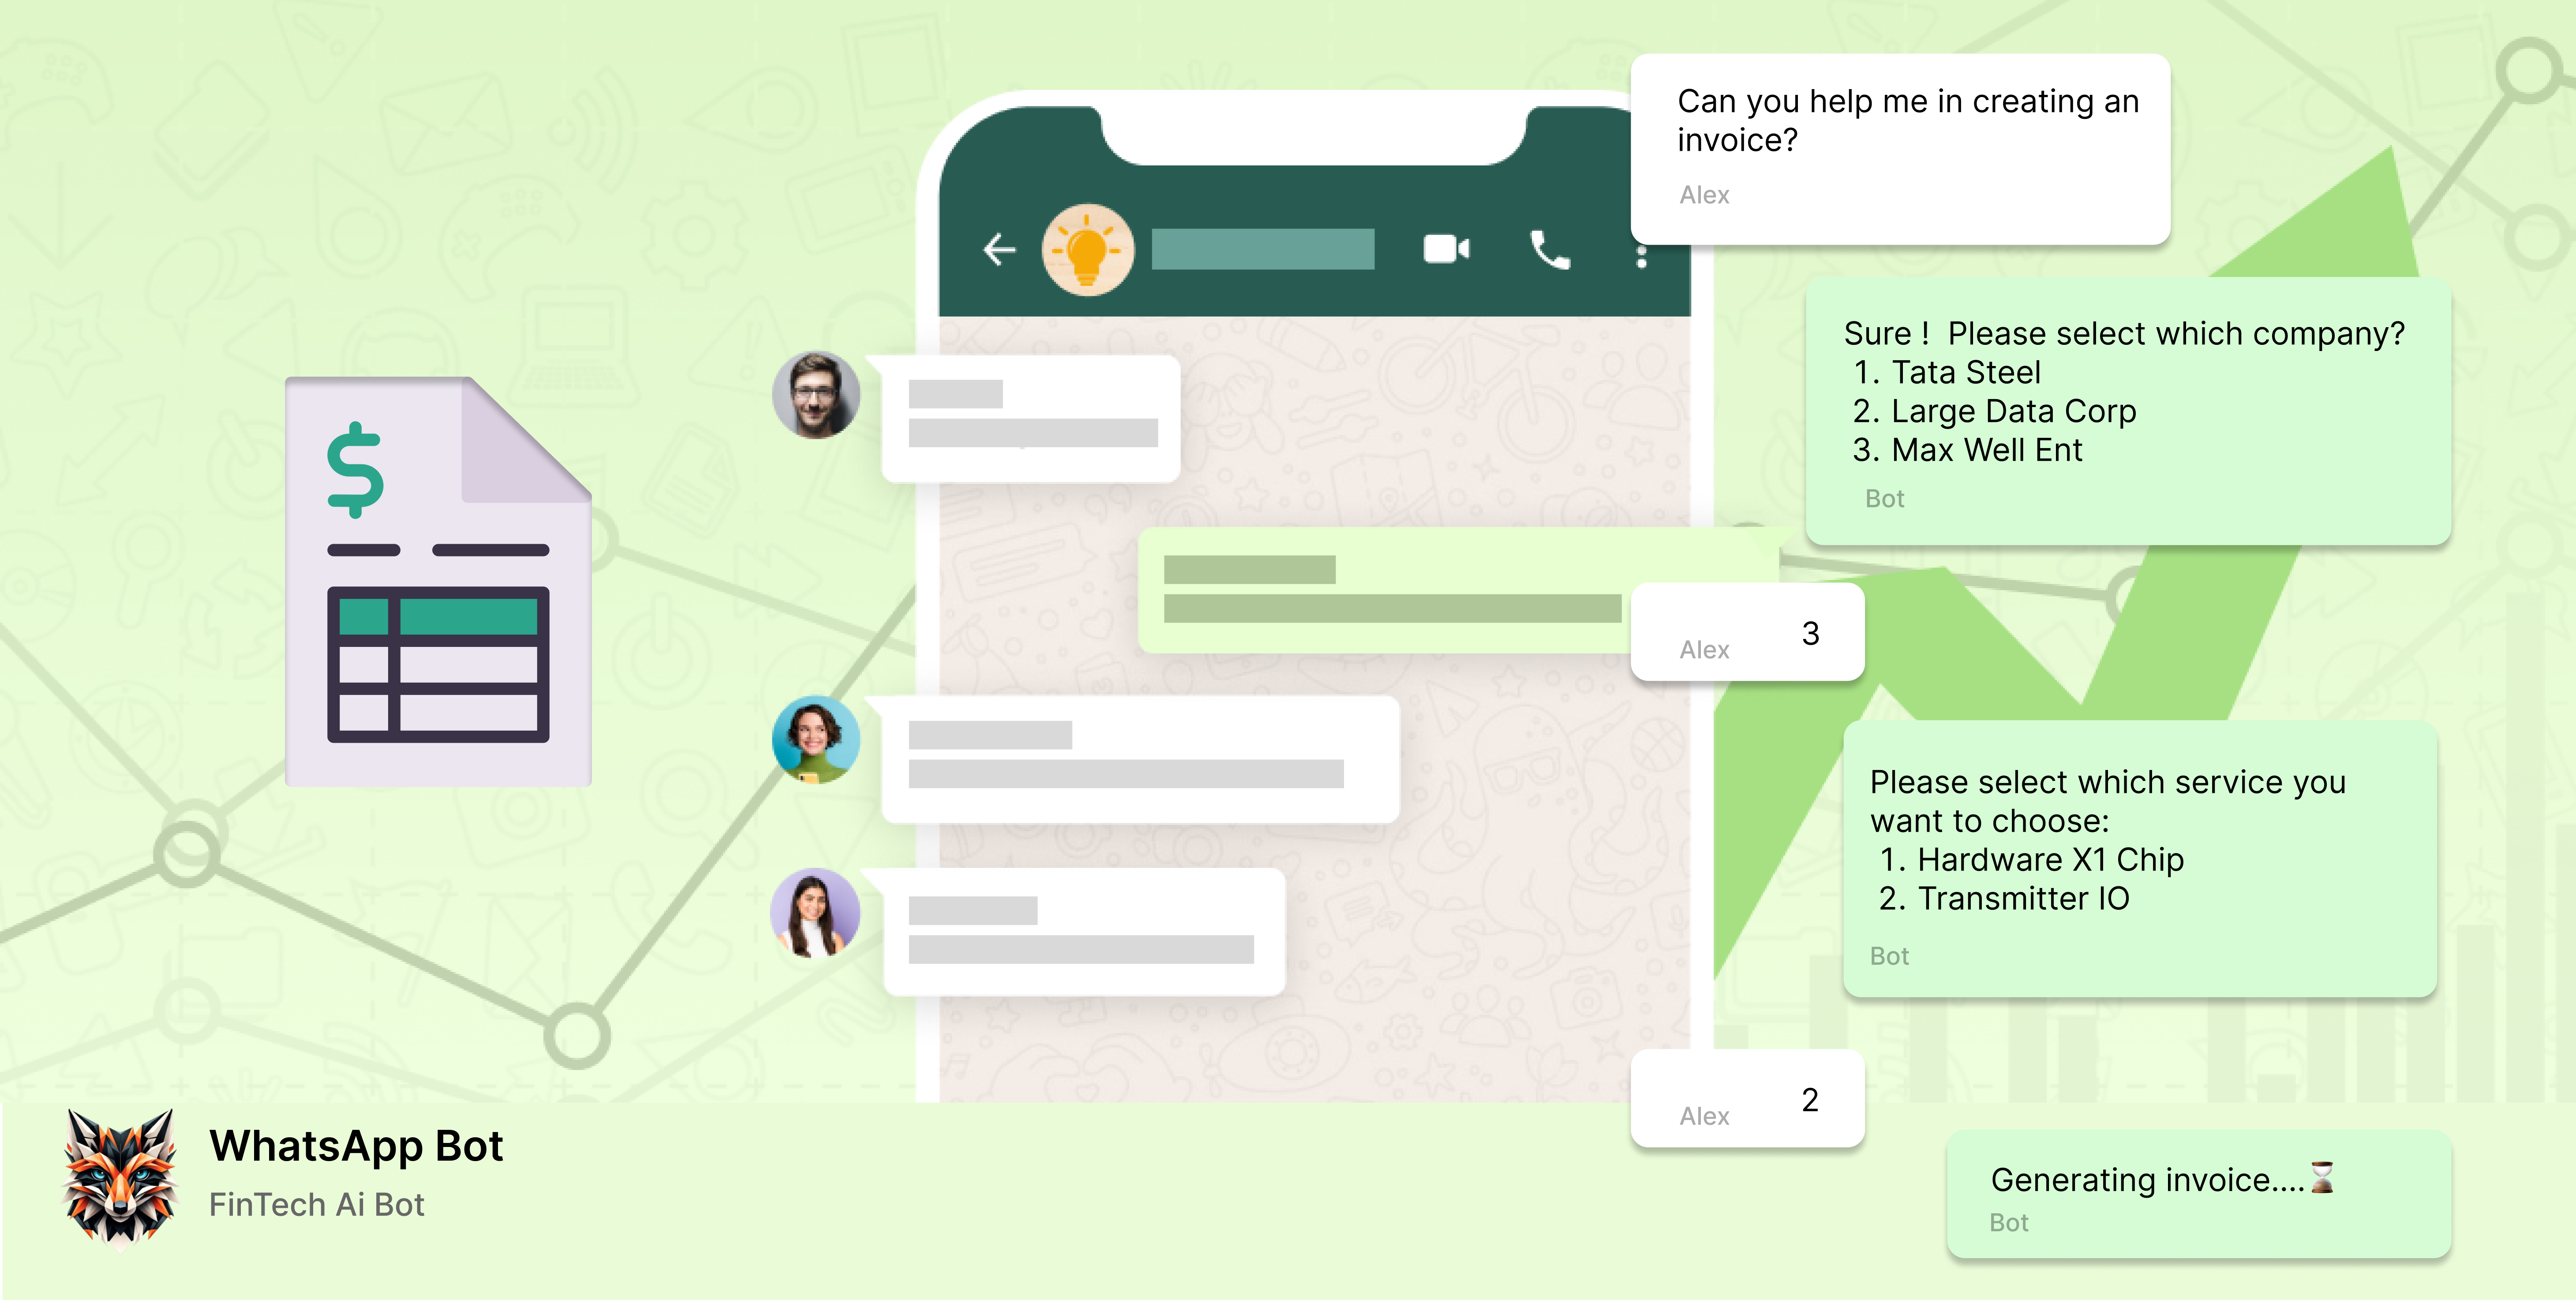 Can you help me in creating an
invoice?
Alex
Sure !  Please select which company?
1. Tata Steel
2. Large Data Corp
3. Max Well Ent
Bot
3
Alex
Please select which service you
want to choose:
1. Hardware X1 Chip
2. Transmitter IO
Bot
2
Alex
Generating invoice....⏳
Bot
$
WhatsApp Bot
FinTech Ai Bot